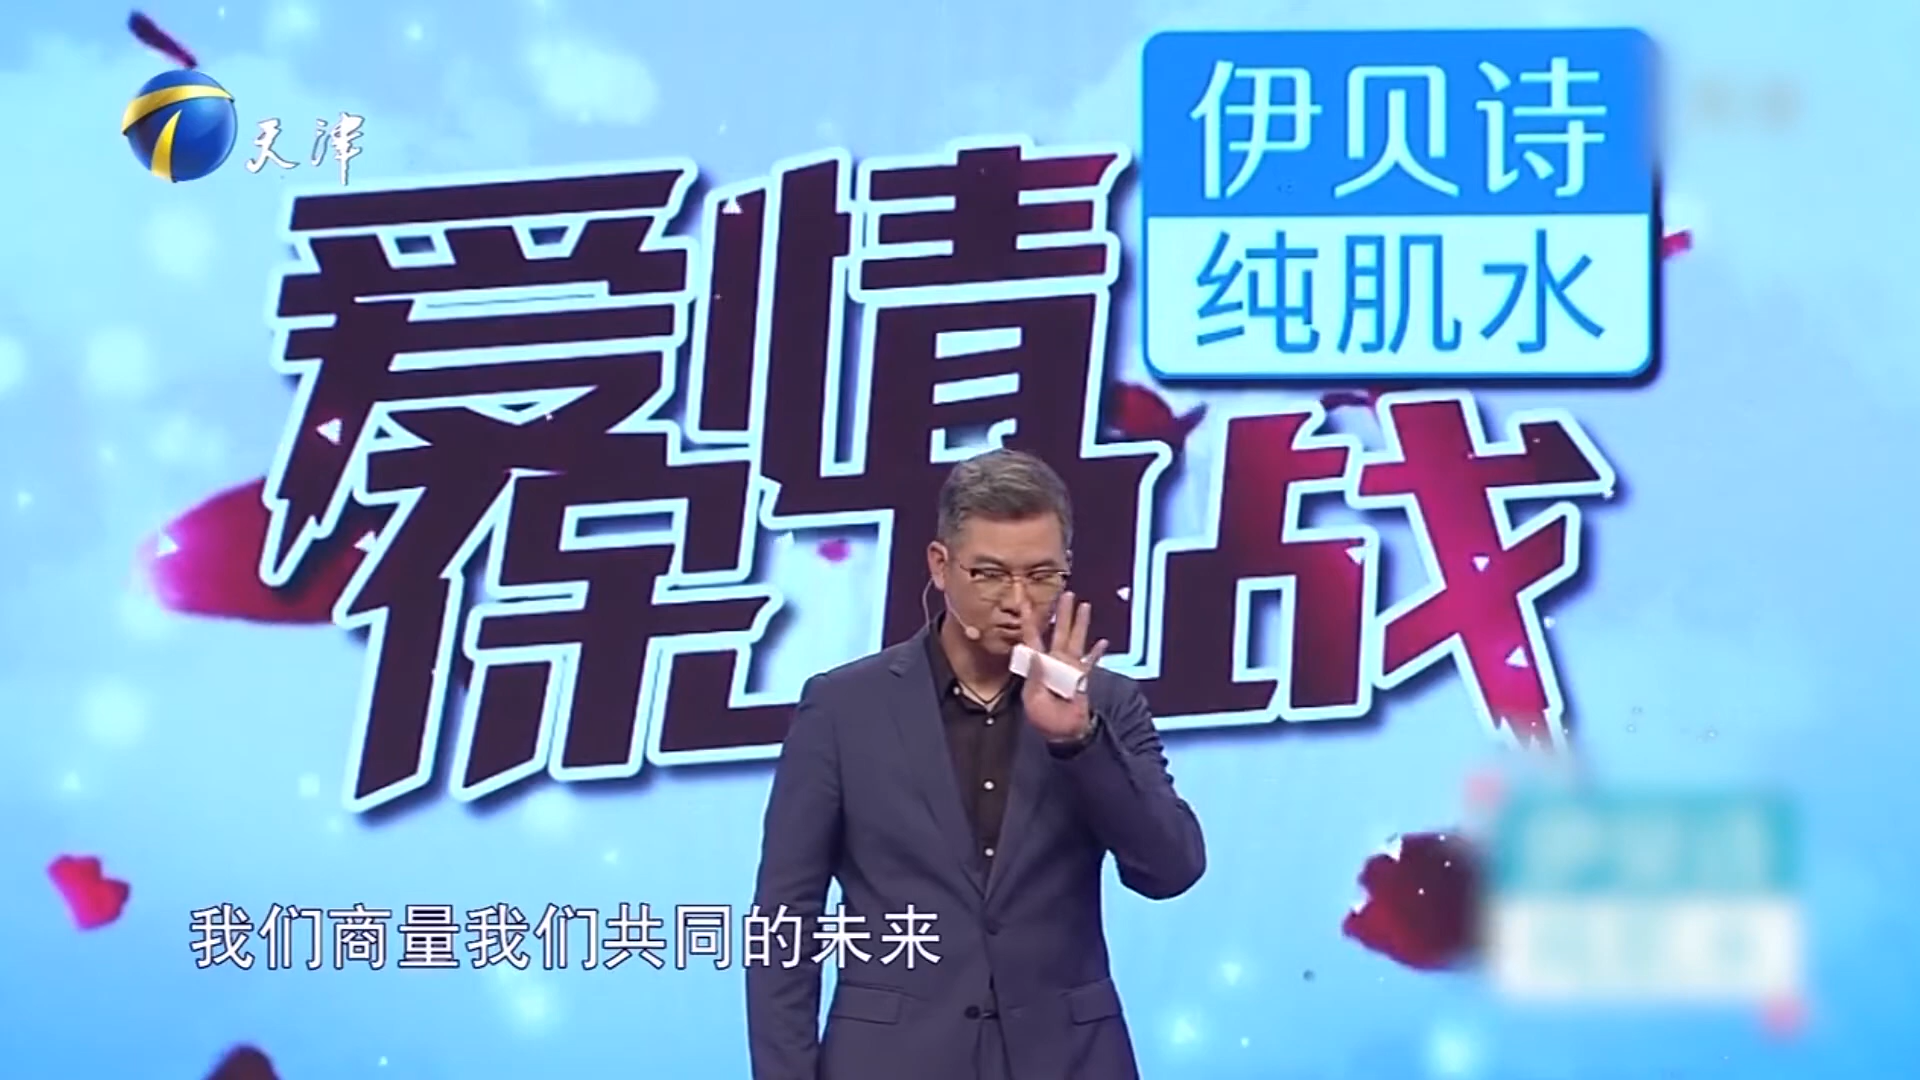 天津
伊贝诗
纯肌水
爱情
保卫战
我们商量我们共同的未来